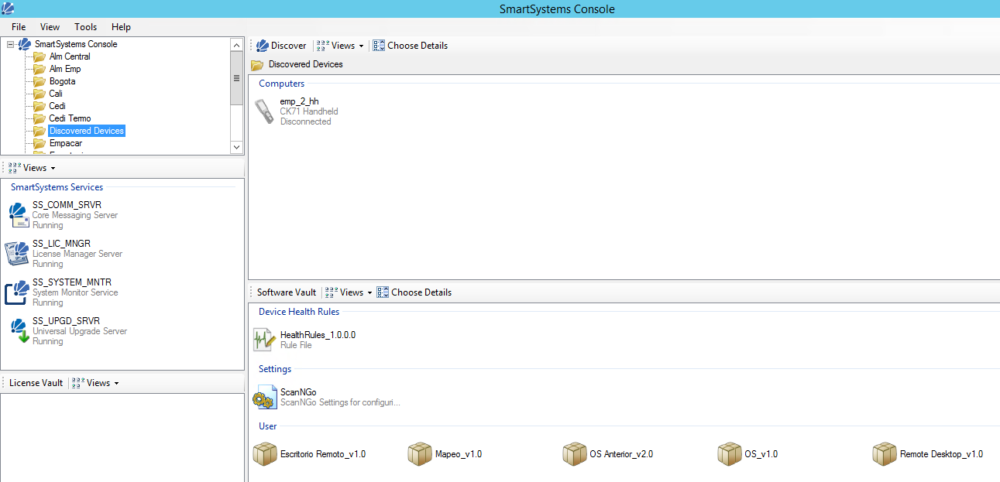 SmartSystems Console
File View Tools Help
SmartSystems Console
Alm Central
Alm Emp
Bogota
Cali
Cedi
Cedi Termo
Discovered Devices
Empacar
Views
SmartSystems Services
SS_COMM_SRVR
Core Messaging Server
Running
SS_LIC_MNGR
License Manager Server
Running
SS_SYSTEM_MNTR
System Monitor Service
Running
SS_UPGD_SRVR
Universal Upgrade Server
Running
License Vault Views
Discover Views Choose Details
Discovered Devices
Computers
emp_2_hh
CK71 Handheld
Disconnected
Software Vault Views Choose Details
Device Health Rules
HealthRules_1.0.0.0
Rule File
Settings
ScanNGo
ScanNGo Settings for configuri...
User
Escritorio Remoto_v1.0 Mapeo_v1.0 OS Anterior_v2.0 OS_v1.0 Remote Desktop_v1.0